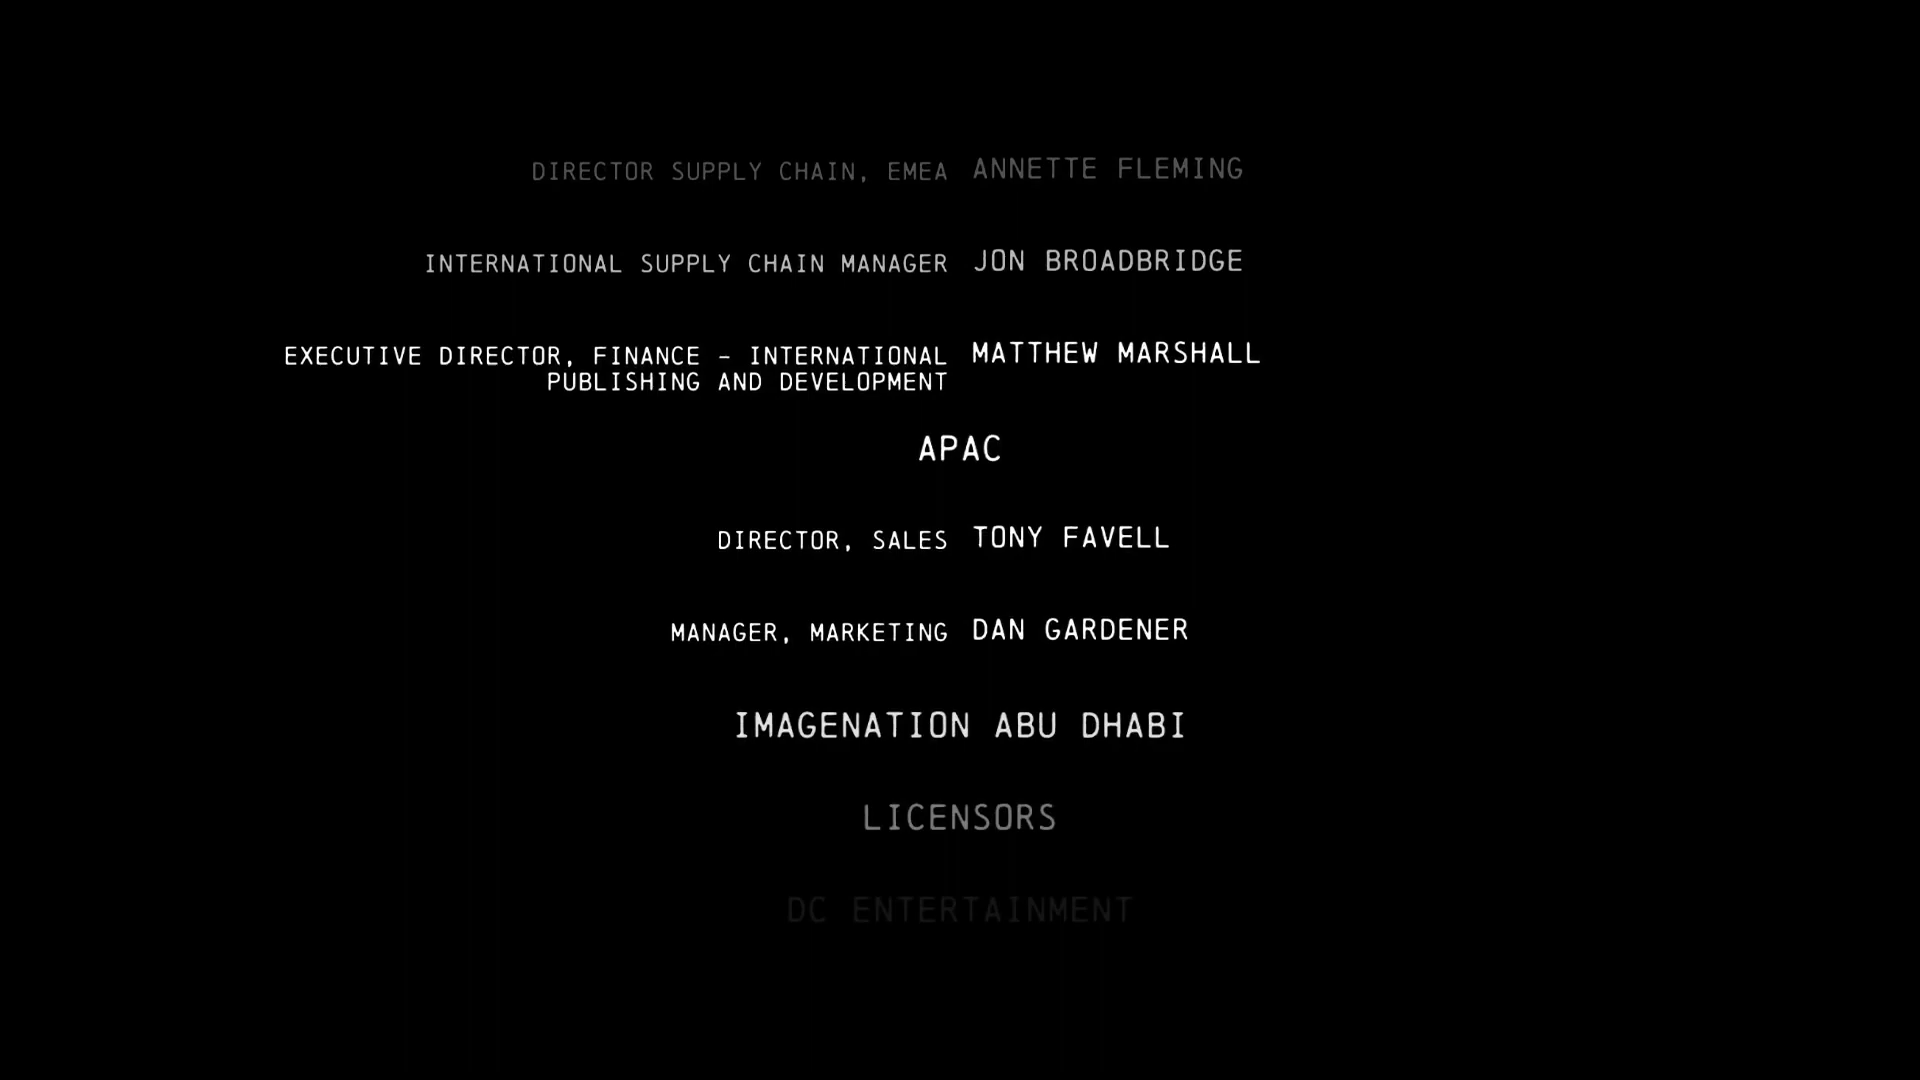 DIRECTOR SUPPLY CHAIN, EMEA ANNETTE FLEMING
INTERNATIONAL SUPPLY CHAIN MANAGER JON BROADBRIDGE
EXECUTIVE DIRECTOR, FINANCE – INTERNATIONAL MATTHEW MARSHALL
PUBLISHING AND DEVELOPMENT
APAC
DIRECTOR, SALES TONY FAVELL
MANAGER, MARKETING DAN GARDENER
IMAGENATION ABU DHABI
LICENSORS
DC ENTERTAINMENT